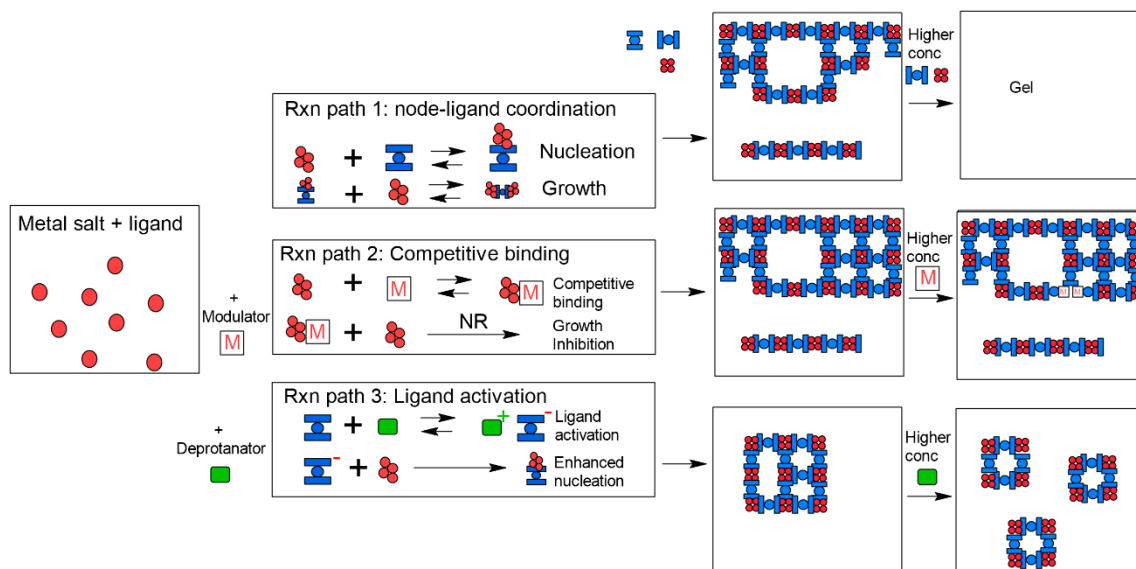 Higher
conc
Gel
Rxn path 1: node-ligand coordination
+
Nucleation
+
Growth
Metal salt + ligand
+
Modulator
M
Rxn path 2: Competitive binding
+
M
M
Competitive
binding
M
+
NR
Growth
Inhibition
Higher
conc
M
M M
+
Deprotanator
Rxn path 3: Ligand activation
+
+
-
Ligand
activation
-
+
Enhanced
nucleation
Higher
conc